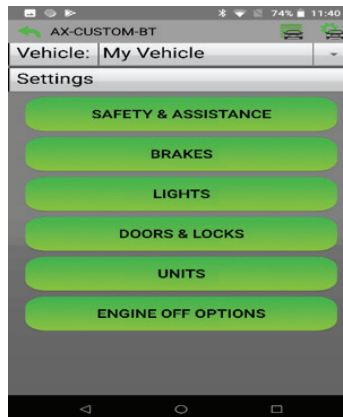 74% 11:40
AX-CUSTOM-BT
Vehicle: My Vehicle
Settings
SAFETY & ASSISTANCE
BRAKES
LIGHTS
DOORS & LOCKS
UNITS
ENGINE OFF OPTIONS